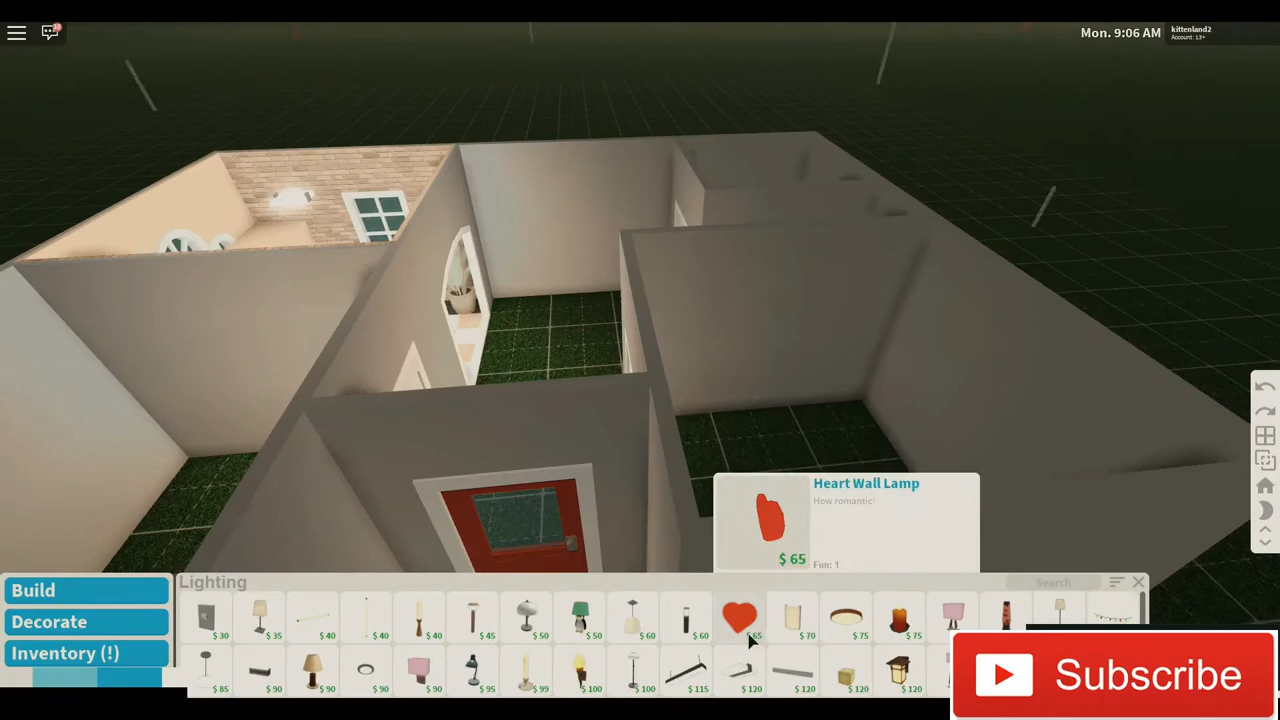 Mon. 9:06 AM
kittenland2
Account: 13+
Heart Wall Lamp
How romantic!
$ 65
Fun: 1
Build
Decorate
Inventory (!)
Lighting
Search
$ 30 $ 35 $ 40 $ 40 $ 40 $ 45 $ 50 $ 50 $ 60 $ 60 $ 65 $ 70 $ 75 $ 75
$ 85 $ 90 $ 90 $ 90 $ 90 $ 95 $ 99 $ 100 $ 100 $ 115 $ 120 $ 120 $ 120 $ 120
Subscribe